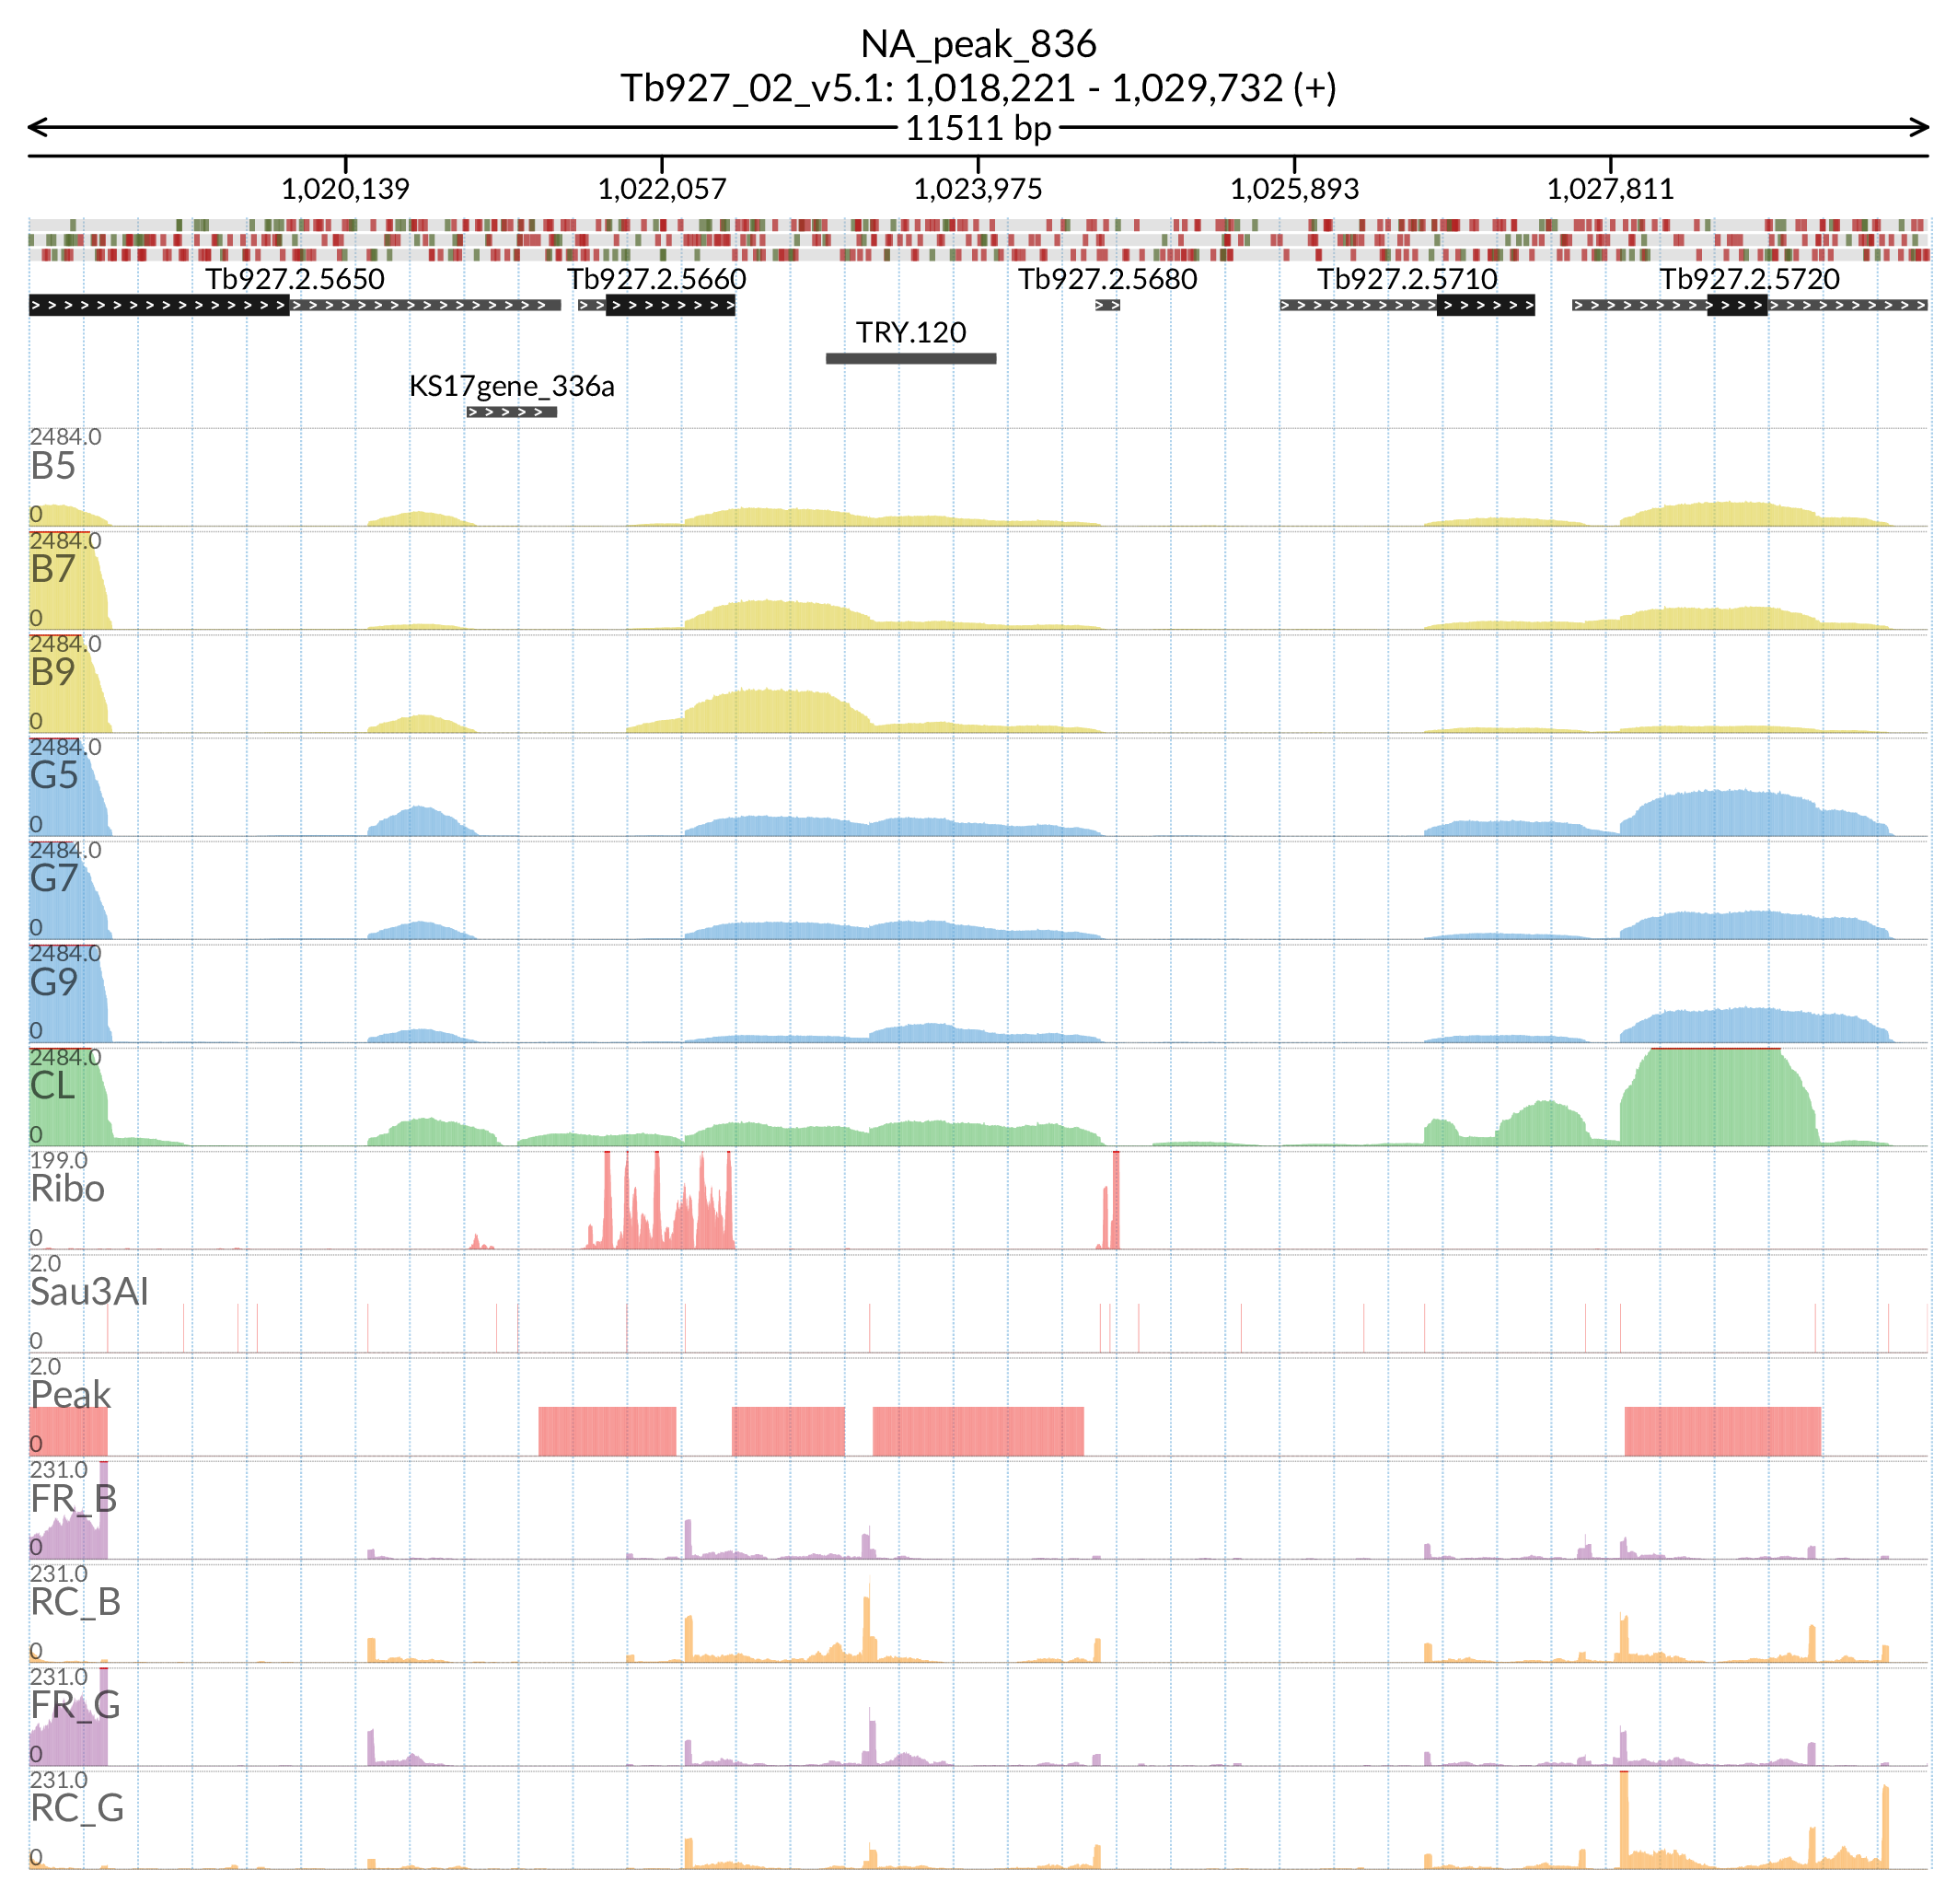 NA_peak_836
Tb927_02_v5.1: 1,018,221 - 1,029,732 (+)
11511 bp
1,020,139 1,022,057 1,023,975 1,025,893 1,027,811
Tb927.2.5650 Tb927.2.5660 Tb927.2.5680 Tb927.2.5710 Tb927.2.5720
TRY.120
KS17gene_336a
2484.0
B5
0
2484.0
B7
0
2484.0
B9
0
2484.0
G5
0
2484.0
G7
0
2484.0
G9
0
2484.0
CL
0
199.0
Ribo
0
2.0
Sau3AI
0
2.0
Peak
0
231.0
FR_B
0
231.0
RC_B
0
231.0
FR_G
0
231.0
RC_G
0